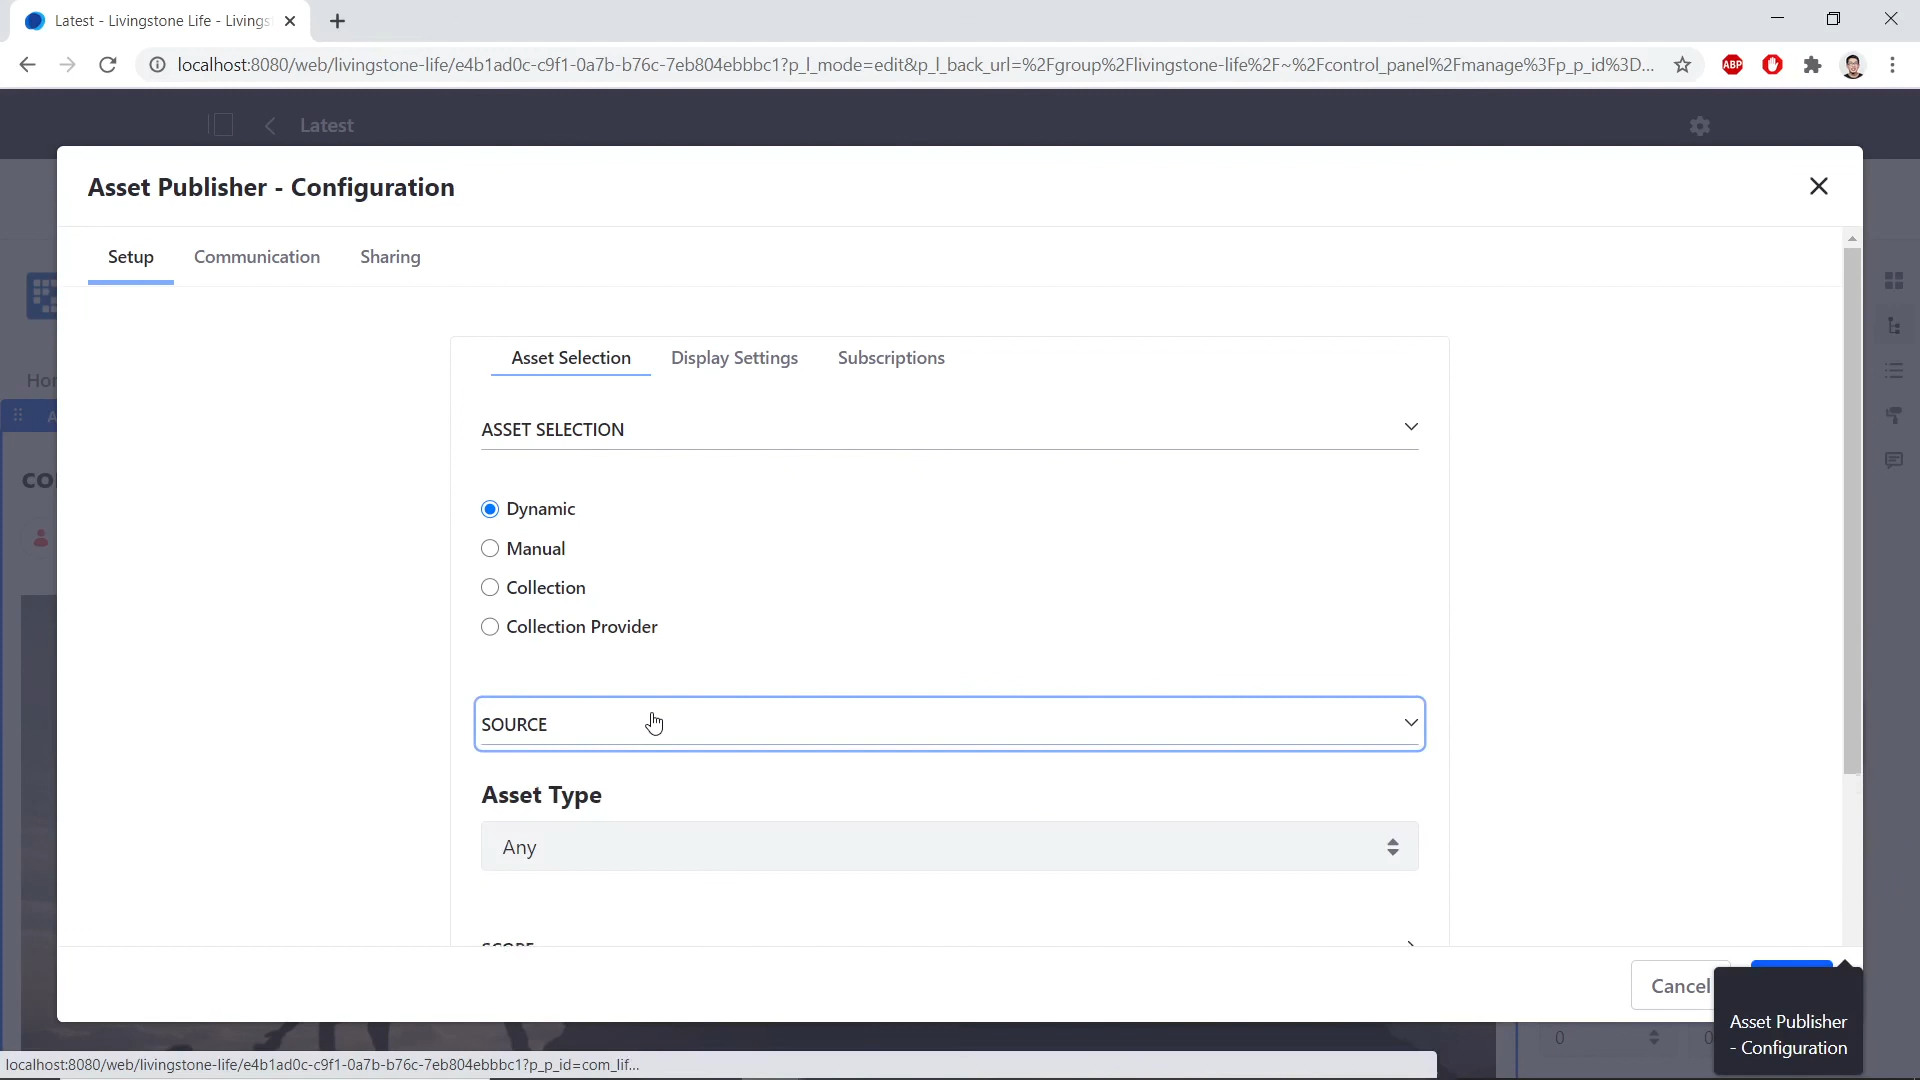 Latest - Livingstone Life - Livings
localhost:8080/web/livingstone-life/e4b1ad0c-c9f1-0a7b-b76c-7eb804ebbbc1?p_l_mode=edit&p_l_back_url=%2Fgroup%2Flivingstone-life%2F~%2Fcontrol_panel%2Fmanage%3Fp_p_id%3D...
ABP
Latest
Asset Publisher - Configuration
Setup
Communication
Sharing
Asset Selection
Display Settings
Subscriptions
Hor
A
ASSET SELECTION
co
Dynamic
Manual
Collection
Collection Provider
SOURCE
Asset Type
Any
SCOPE
Cancel
Asset Publisher
- Configuration
0
0
localhost:8080/web/livingstone-life/e4b1ad0c-c9f1-0a7b-b76c-7eb804ebbbc1?p_p_id=com_lif...